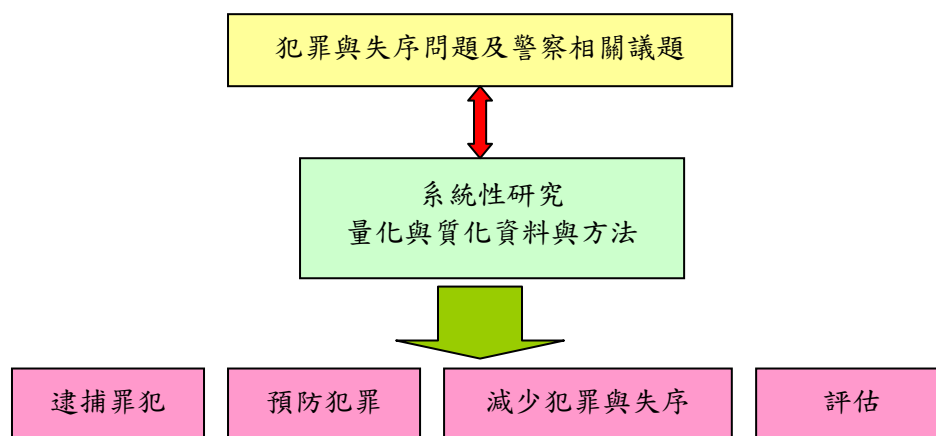 犯罪與失序問題及警察相關議題
系統性研究
量化與質化資料與方法
逮捕罪犯
預防犯罪
減少犯罪與失序
評估